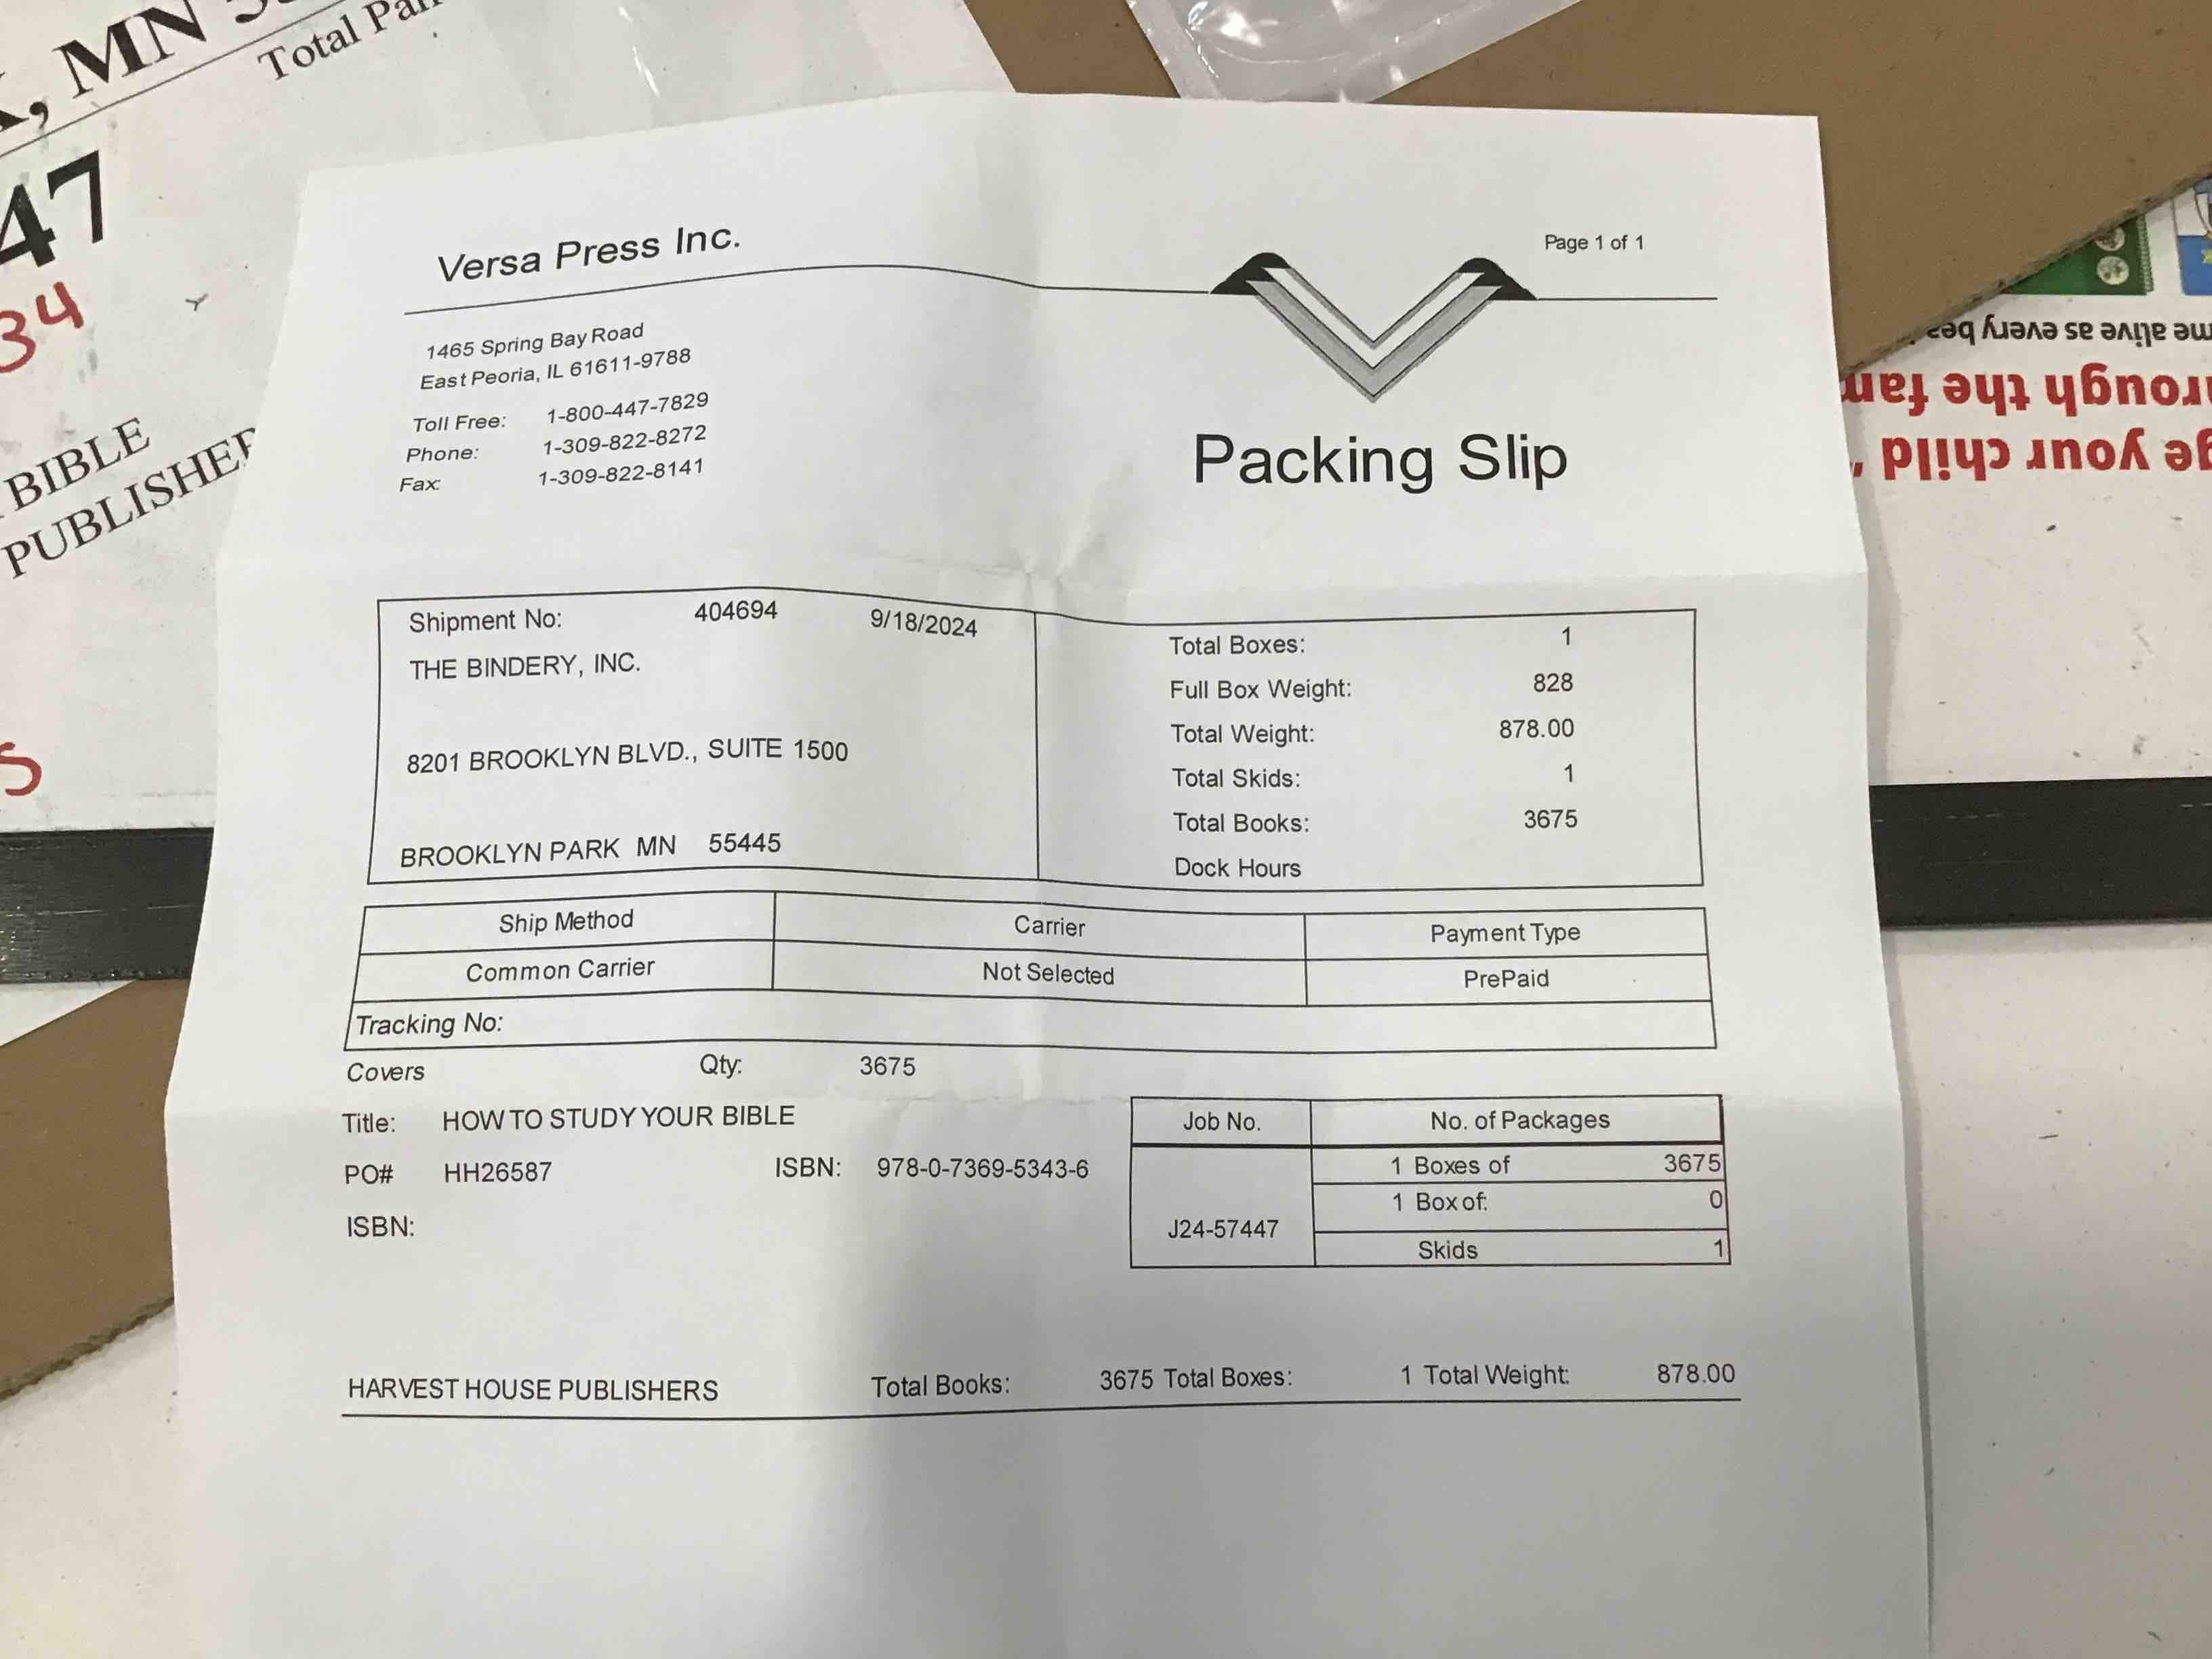 , MN
Total
47
34
BIBLE
PUBLISHER
S
Versa Press Inc.
Page 1 of 1
1465 Spring Bay Road
East Peoria, IL 61611-9788
Toll Free: 1-800-447-7829
Phone: 1-309-822-8272
Fax: 1-309-822-8141
Packing Slip
Shipment No: 404694 9/18/2024
THE BINDERY, INC.
8201 BROOKLYN BLVD., SUITE 1500
BROOKLYN PARK MN 55445
Total Boxes: 1
Full Box Weight: 828
Total Weight: 878.00
Total Skids: 1
Total Books: 3675
Dock Hours
Ship Method Carrier Payment Type
Common Carrier Not Selected PrePaid
Tracking No:
Covers Qty: 3675
Title: HOW TO STUDY YOUR BIBLE
PO# HH26587 ISBN: 978-0-7369-5343-6
ISBN:
Job No. No. of Packages
J24-57447
1 Boxes of 3675
1 Box of: 0
Skids 1
HARVEST HOUSE PUBLISHERS Total Books: 3675 Total Boxes: 1 Total Weight: 878.00
your child
the
alive as every